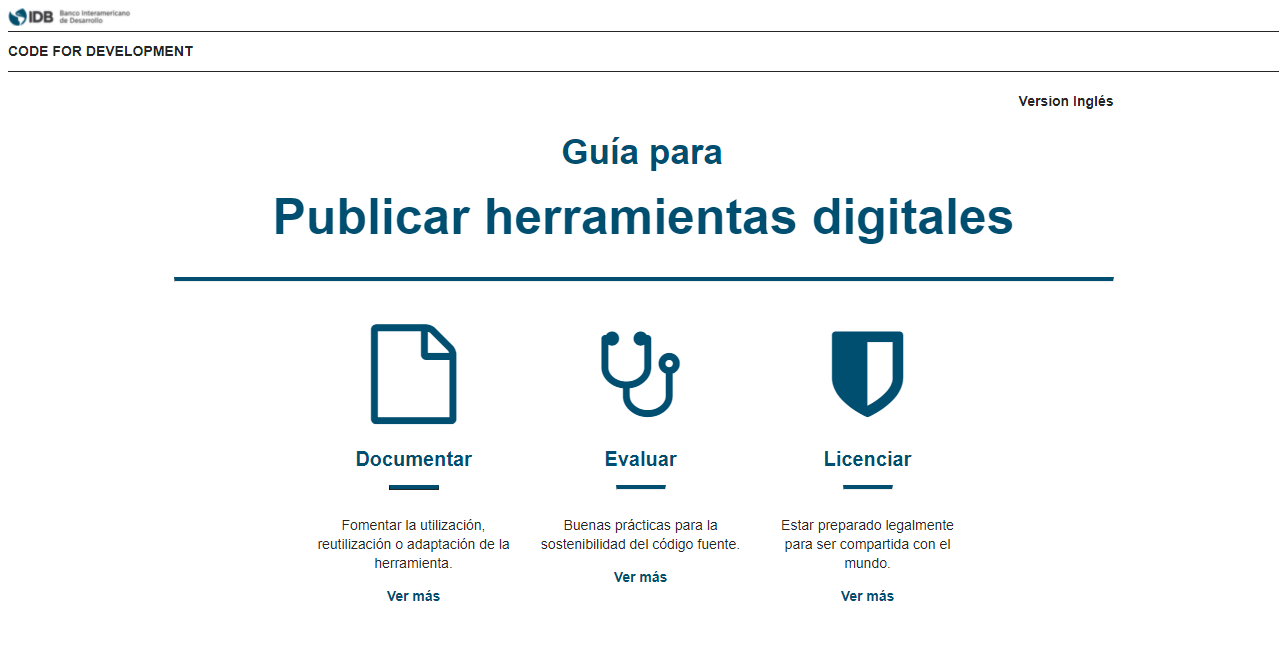 IDB Banco Interamericano
de Desarrollo
CODE FOR DEVELOPMENT
Version Inglés
Guía para
Publicar herramientas digitales
Documentar
Fomentar la utilización,
reutilización o adaptación de la
herramienta.
Ver más
Evaluar
Buenas prácticas para la
sostenibilidad del código fuente.
Ver más
Licenciar
Estar preparado legalmente
para ser compartida con el
mundo.
Ver más